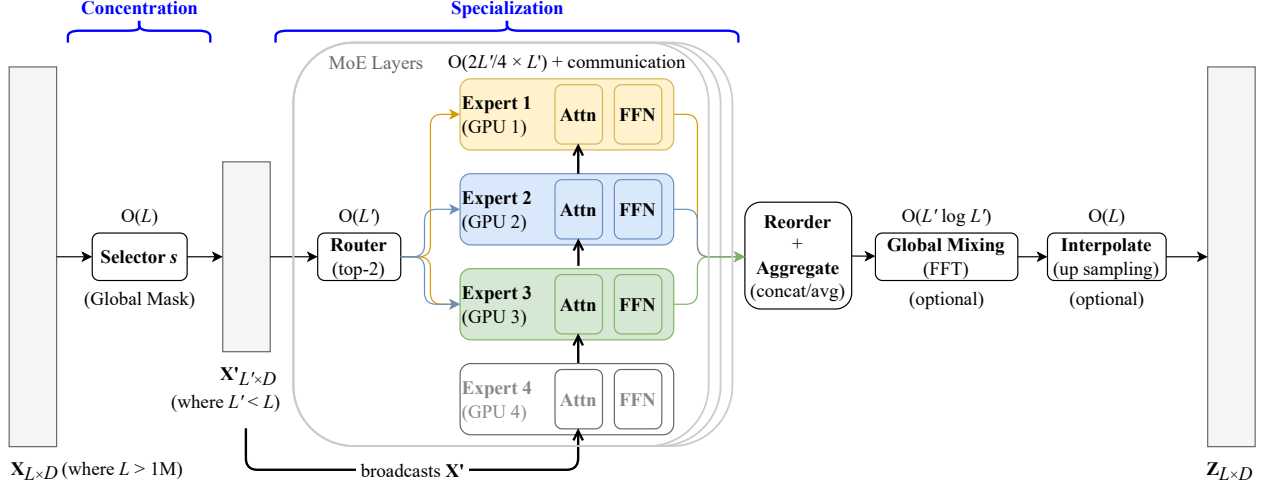 Concentration
Specialization
MoE Layers
O(2L'/4 × L') + communication
Expert 1
(GPU 1)
Attn
FFN
Expert 2
(GPU 2)
Attn
FFN
Expert 3
(GPU 3)
Attn
FFN
Expert 4
(GPU 4)
Attn
FFN
O(L)
Selector s
(Global Mask)
O(L')
Router
(top-2)
Reorder
+
Aggregate
(concat/avg)
O(L' log L')
Global Mixing
(FFT)
(optional)
O(L)
Interpolate
(up sampling)
(optional)
X'L'×D
(where L' < L)
broadcasts X'
XL×D (where L > 1M)
ZL×D